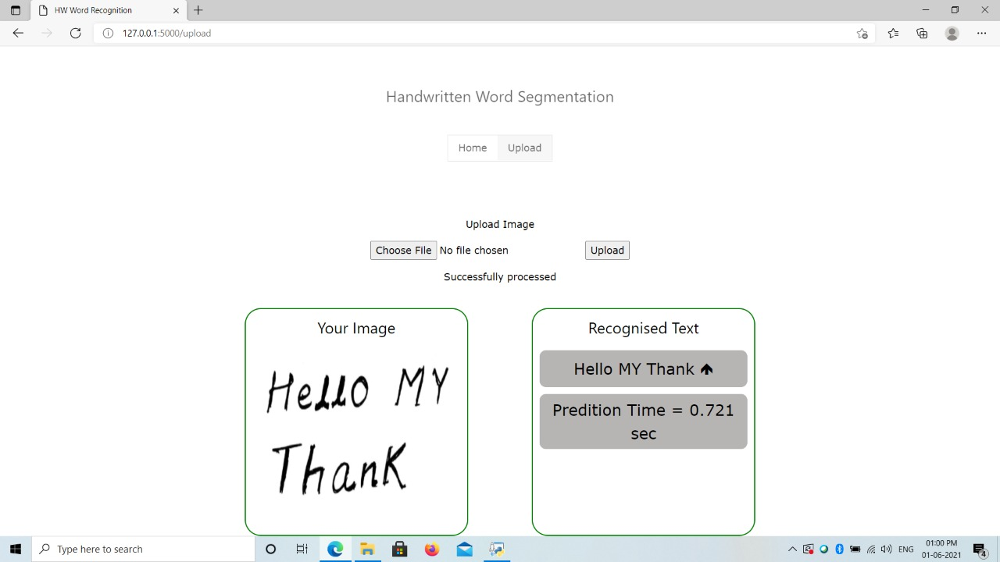 HW Word Recognition
127.0.0.1:5000/upload
Handwritten Word Segmentation
Home Upload
Upload Image
Choose File No file chosen Upload
Successfully processed
Your Image
Hello MY
Thank
Recognised Text
Hello MY Thank
Predition Time = 0.721
sec
Type here to search
ENG
01:00 PM
01-06-2021
4